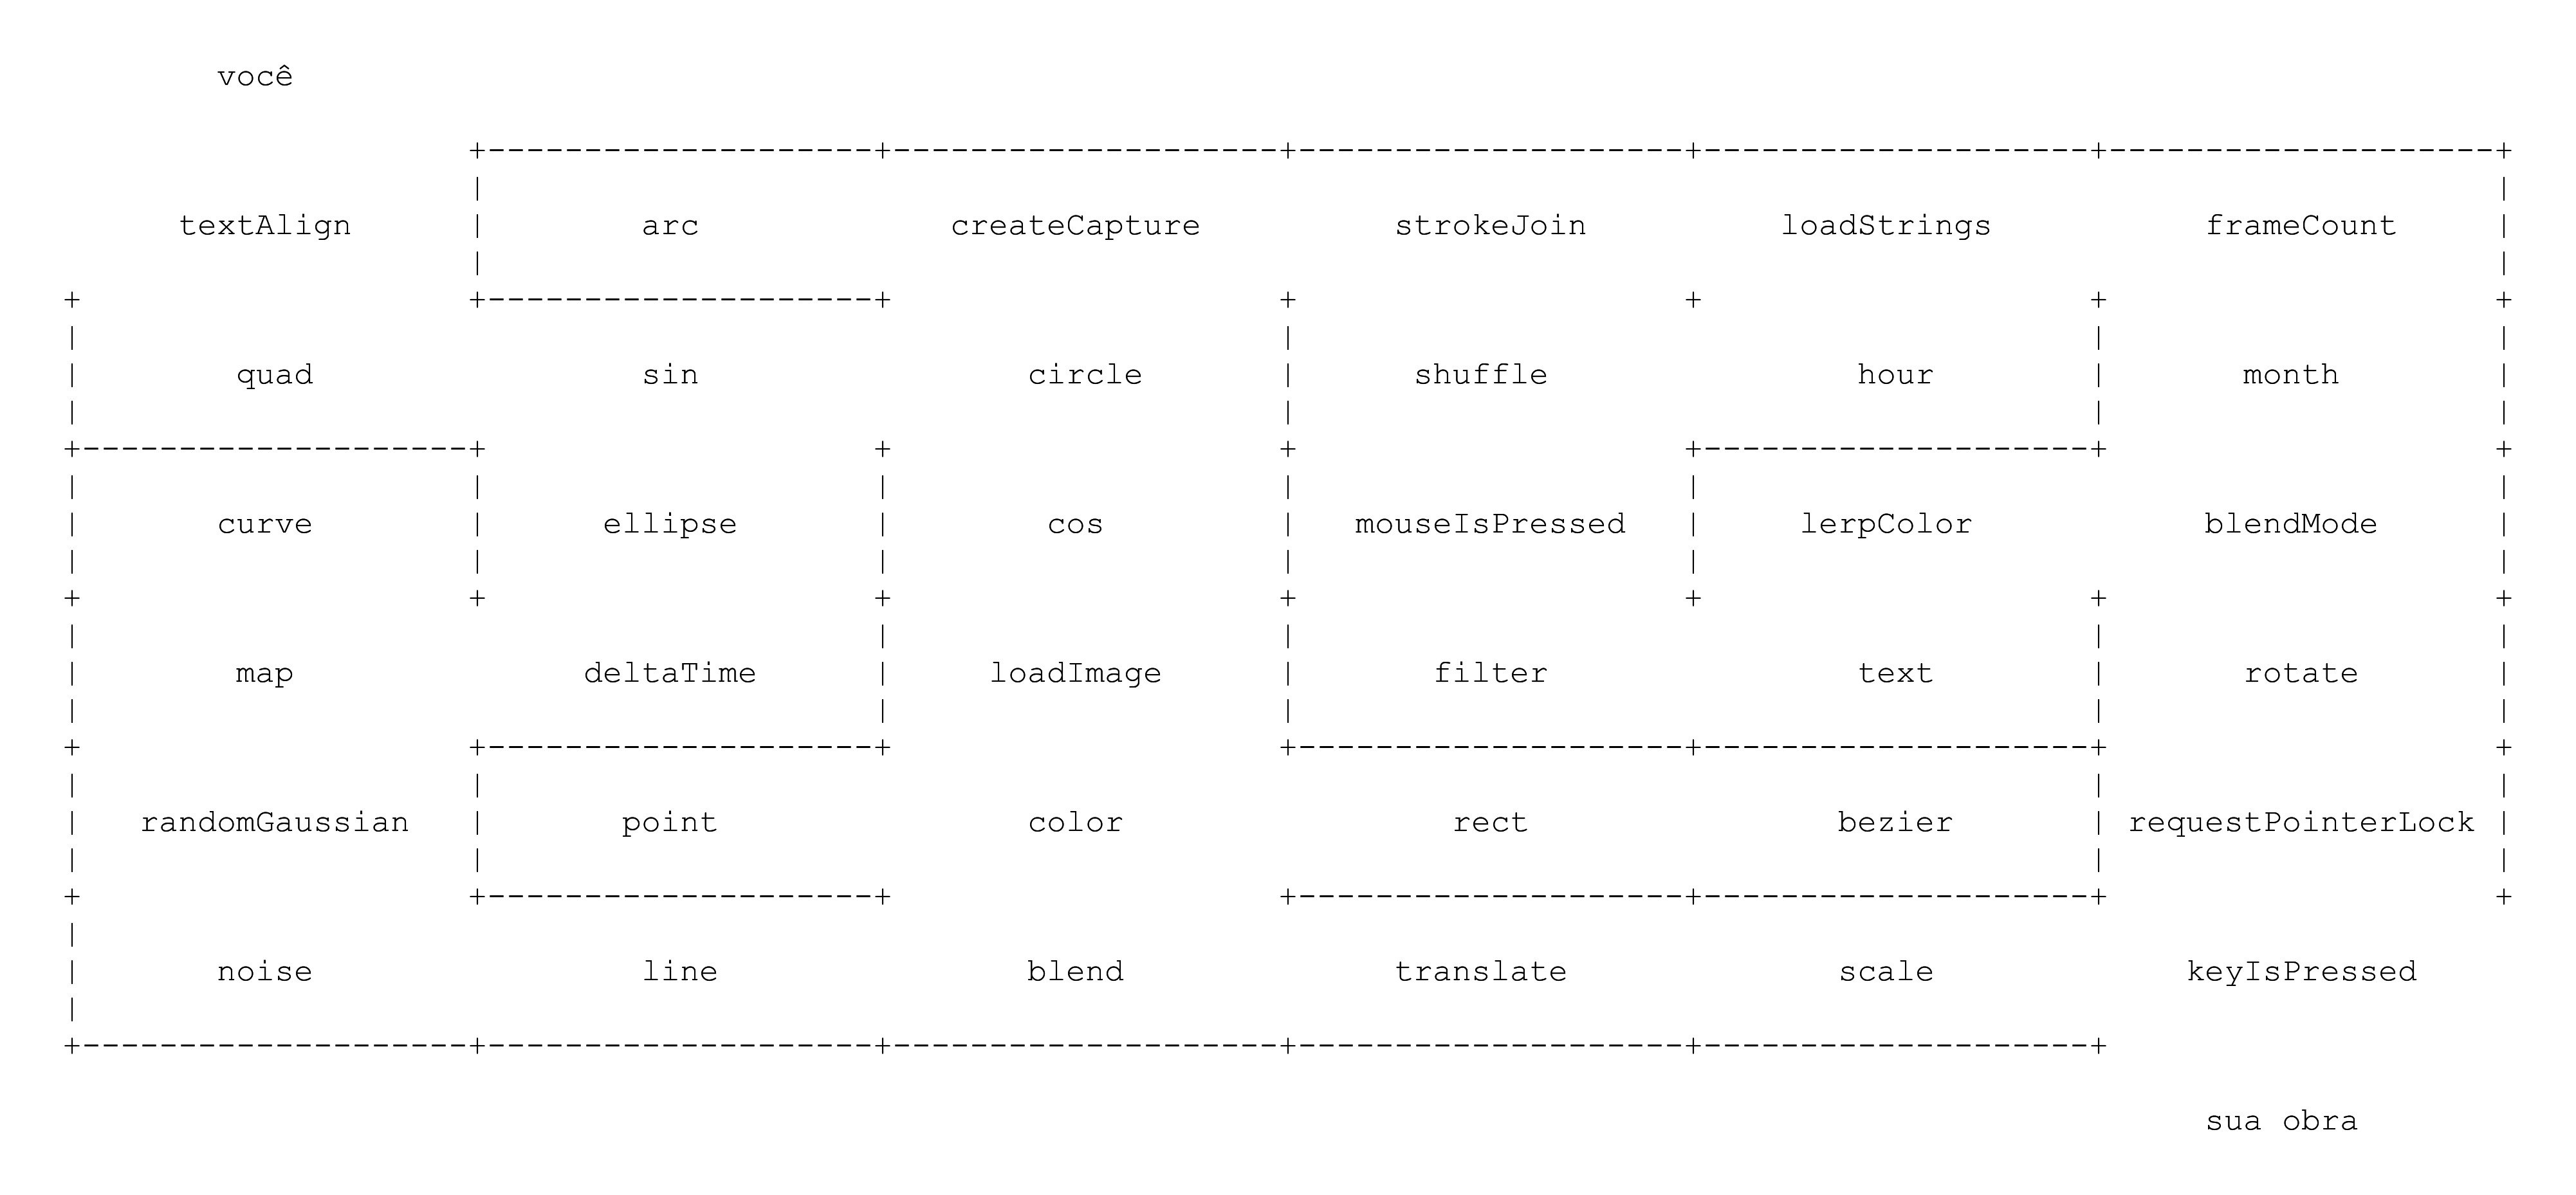 você
textAlign arc createCapture strokeJoin loadStrings frameCount
quad sin circle shuffle hour month
curve ellipse cos mouseIsPressed lerpColor blendMode
map deltaTime loadImage filter text rotate
randomGaussian point color rect bezier requestPointerLock
noise line blend translate scale keyIsPressed
sua obra